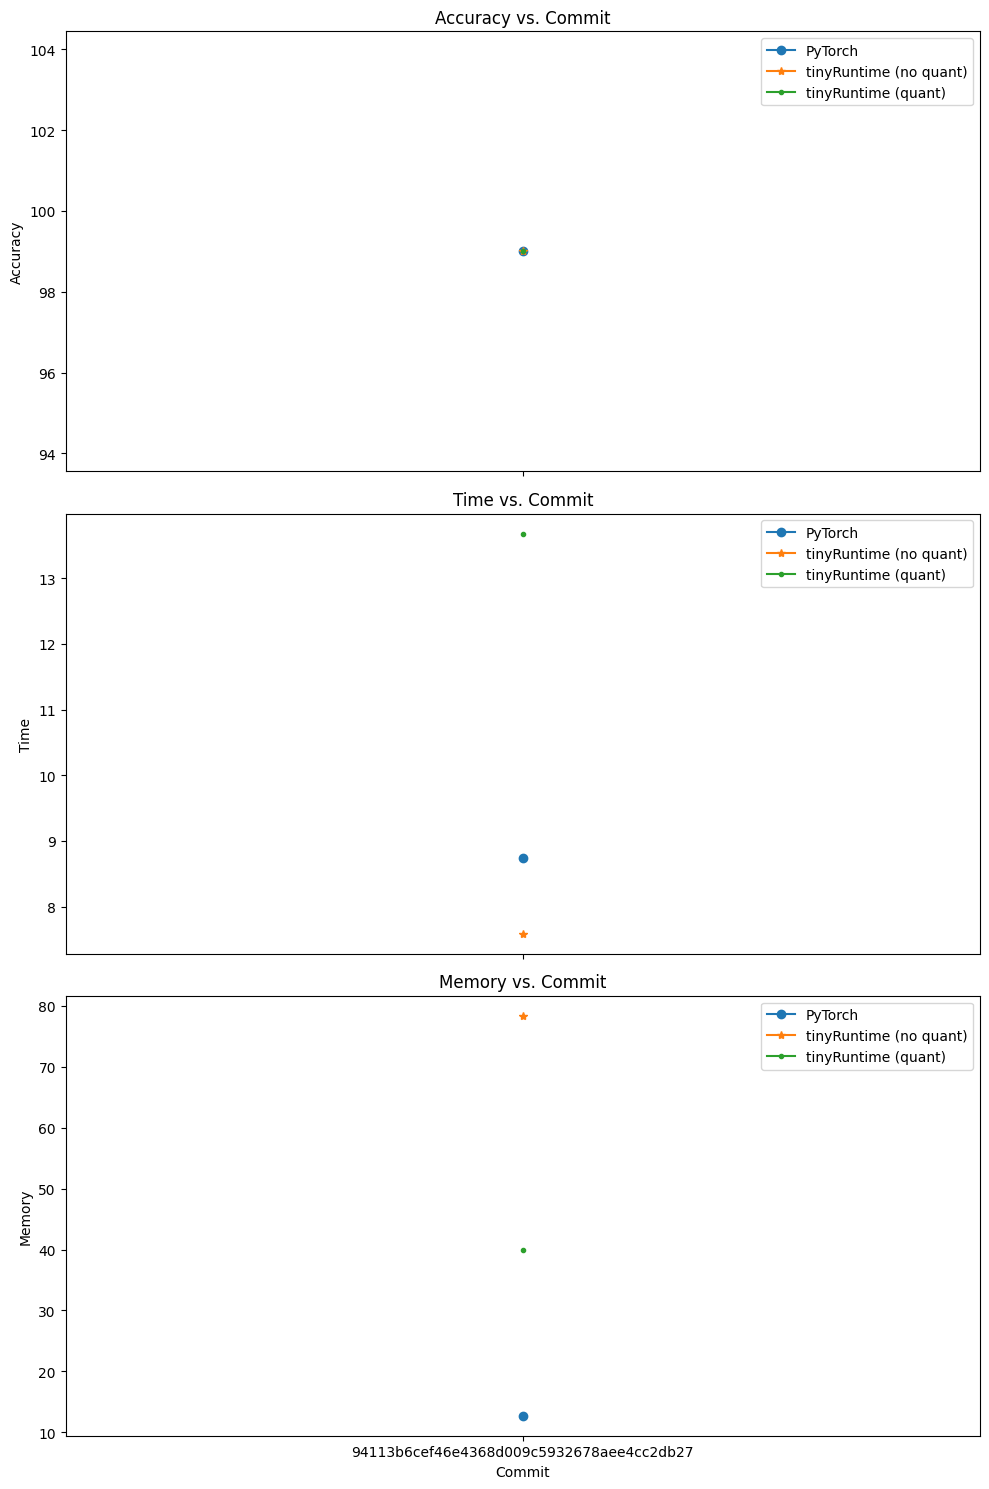 Accuracy vs. Commit
104
102
100
98
96
94
Accuracy
PyTorch
tinyRuntime (no quant)
tinyRuntime (quant)
Time vs. Commit
13
12
11
10
9
8
Time
PyTorch
tinyRuntime (no quant)
tinyRuntime (quant)
Memory vs. Commit
80
70
60
50
40
30
20
10
Memory
PyTorch
tinyRuntime (no quant)
tinyRuntime (quant)
94113b6cef46e4368d009c5932678aee4cc2db27
Commit